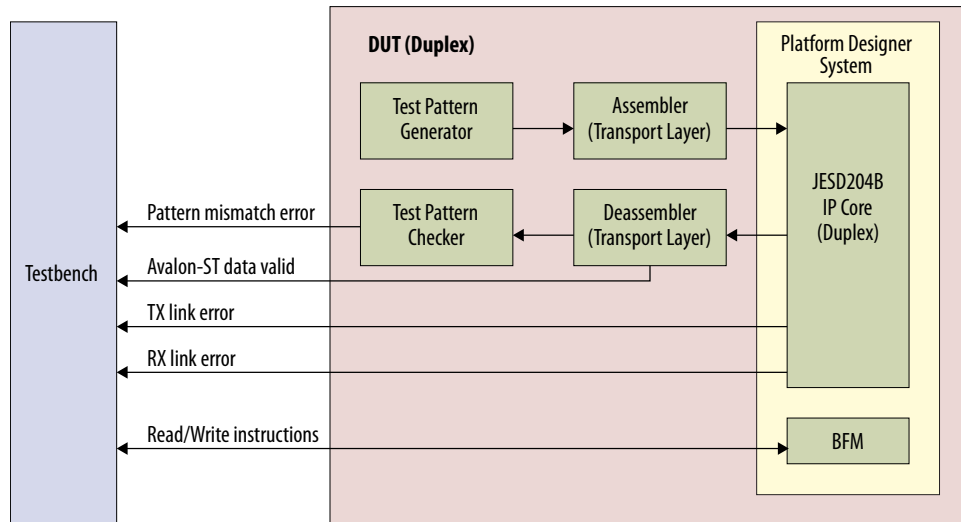 DUT (Duplex)
Platform Designer
System
Test Pattern
Generator
Assembler
(Transport Layer)
JESD204B
IP Core
(Duplex)
Pattern mismatch error
Test Pattern
Checker
Deassembler
(Transport Layer)
Testbench
Avalon-ST data valid
TX link error
RX link error
Read/Write instructions
BFM